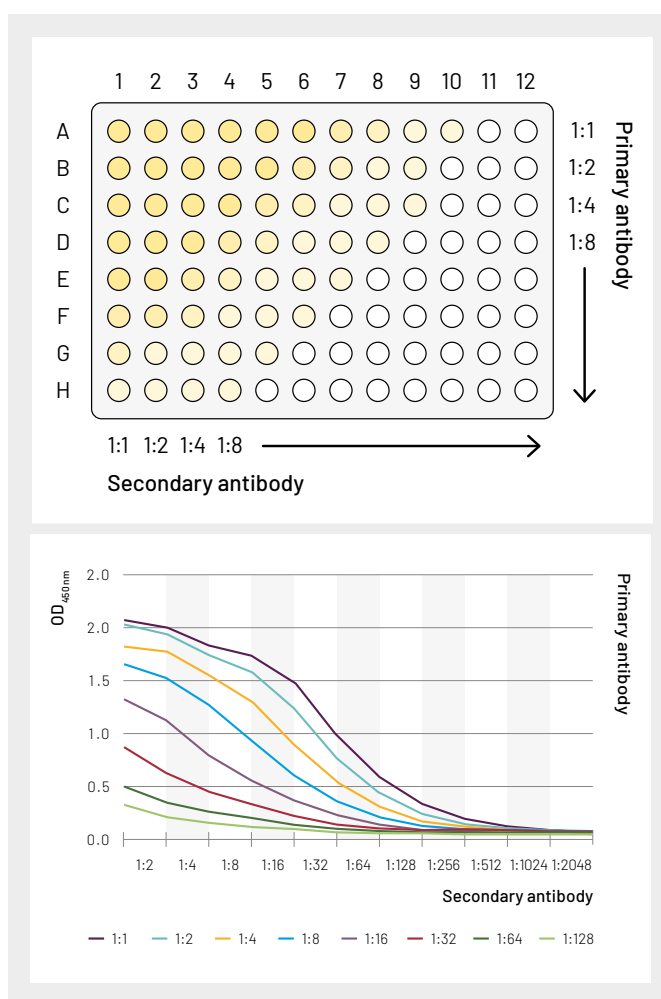 1 2 3 4 5 6 7 8 9 10 11 12
A 1:1
B 1:2
C 1:4
D 1:8
E
F
G
H
Primary antibody
1:1 1:2 1:4 1:8
Secondary antibody
OD450nm
2.0
2.0
1.5
1.0
0.5
0.0
Primary antibody
1:2 1:4 1:8 1:16 1:32 1:64 1:128 1:256 1:512 1:1024 1:2048
Secondary antibody
1:1 1:2 1:4 1:8 1:16 1:32 1:64 1:128